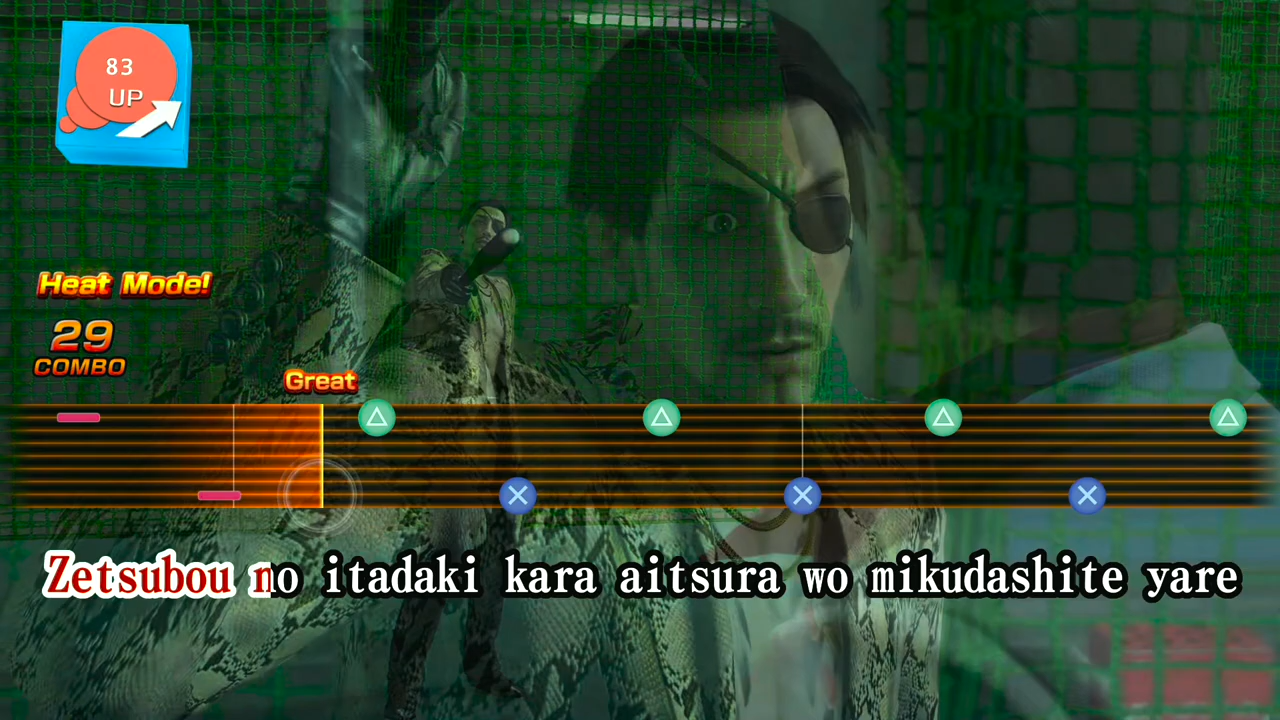 83
UP
Heat Mode!
29
COMBO
Great
Zetsubou no itadaki kara aitsura wo mikudashite yare